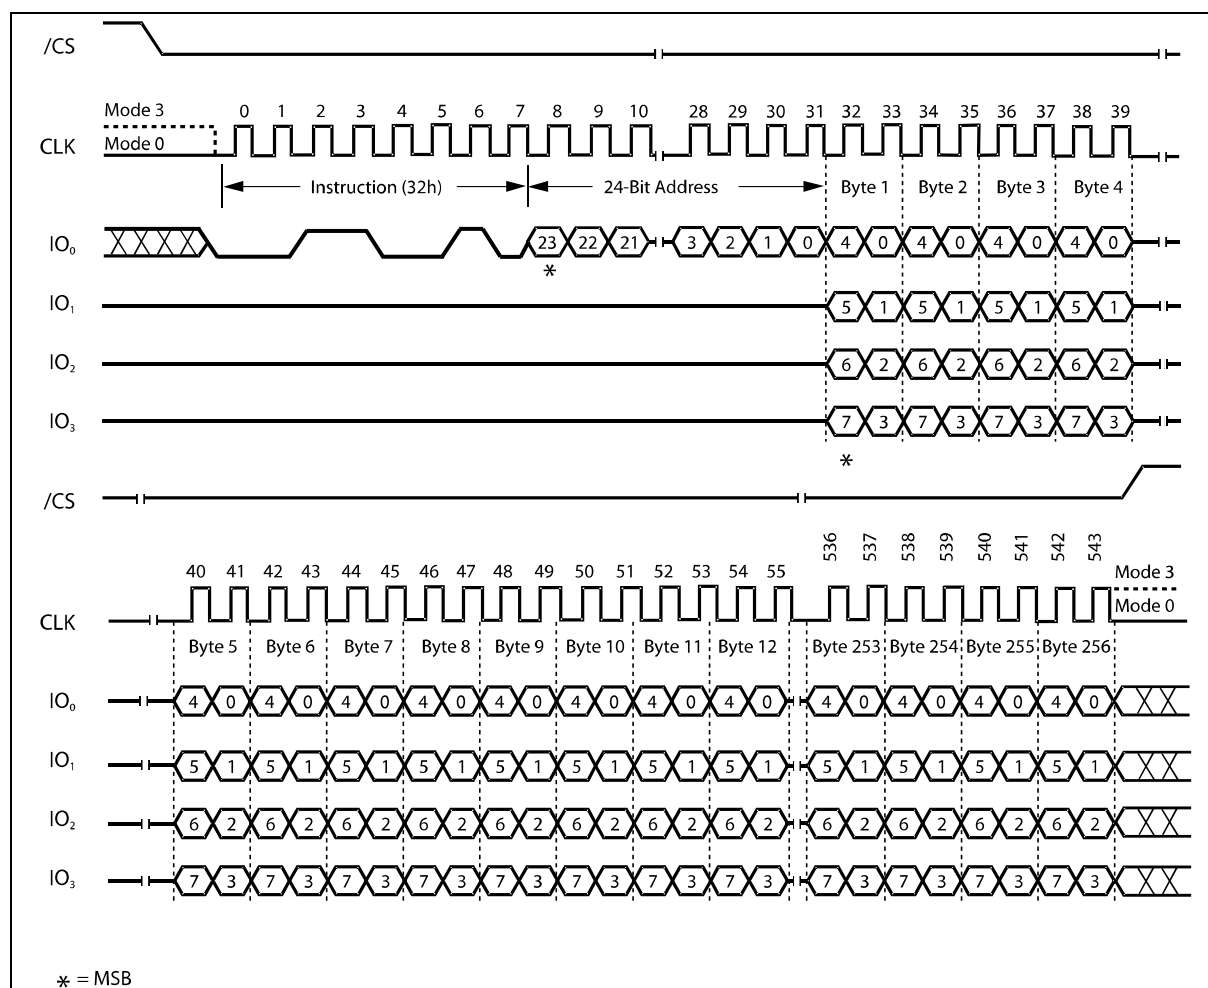 /CS
Mode 3 0 1 2 3 4 5 6 7 8 9 10 28 29 30 31 32 33 34 35 36 37 38 39
CLK Mode 0
Instruction (32h) 24-Bit Address Byte 1 Byte 2 Byte 3 Byte 4
IO₀ 23 22 21 3 2 1 0 4 0 4 0 4 0 4 0
*
IO₁ 5 1 5 1 5 1 5 1
IO₂ 6 2 6 2 6 2 6 2
IO₃ 7 3 7 3 7 3 7 3
*
/CS
536 537 538 539 540 541 542 543
40 41 42 43 44 45 46 47 48 49 50 51 52 53 54 55 Mode 3
CLK Mode 0
Byte 5 Byte 6 Byte 7 Byte 8 Byte 9 Byte 10 Byte 11 Byte 12 Byte 253 Byte 254 Byte 255 Byte 256
IO₀ 4 0 4 0 4 0 4 0 4 0 4 0 4 0 4 0 4 0 4 0 4 0 4 0
IO₁ 5 1 5 1 5 1 5 1 5 1 5 1 5 1 5 1 5 1 5 1 5 1 5 1
IO₂ 6 2 6 2 6 2 6 2 6 2 6 2 6 2 6 2 6 2 6 2 6 2 6 2
IO₃ 7 3 7 3 7 3 7 3 7 3 7 3 7 3 7 3 7 3 7 3 7 3 7 3
* = MSB